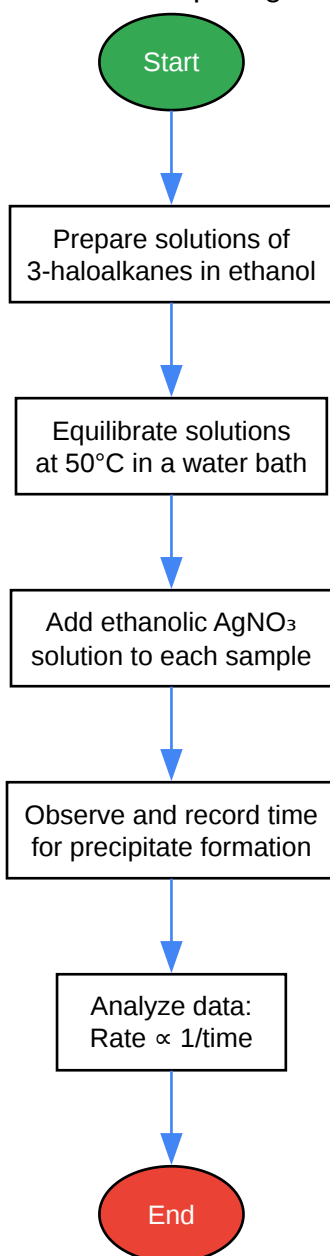 Start
Prepare solutions of
3-haloalkanes in ethanol
Equilibrate solutions
at 50°C in a water bath
Add ethanolic AgNO₃
solution to each sample
Observe and record time
for precipitate formation
Analyze data:
Rate ∝ 1/time
End